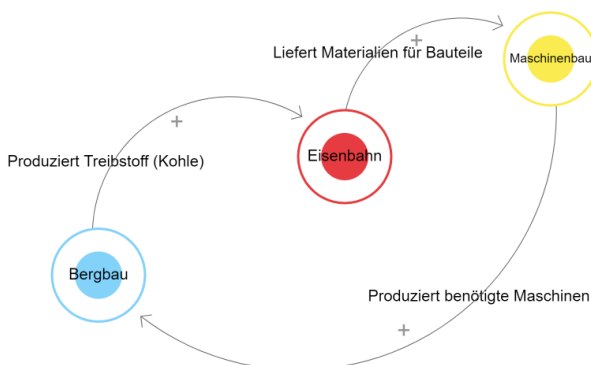 Liefert Materialien für Bauteile
Maschinenbau
+
+
Produziert Treibstoff (Kohle)
Eisenbahn
Bergbau
Produziert benötigte Maschinen
+